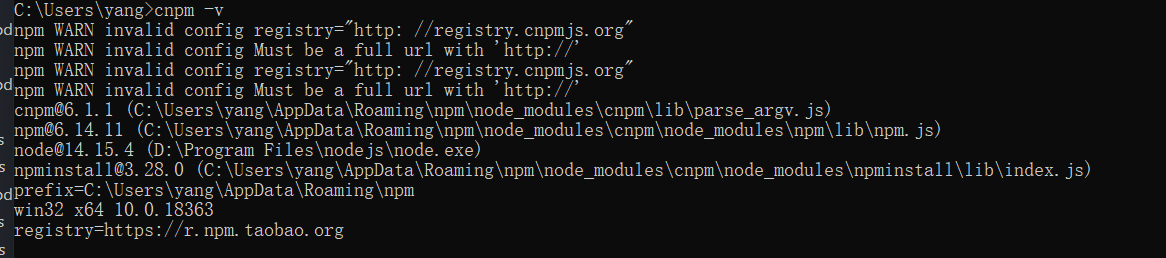 C:\Users\yang>cnpm -v
npm WARN invalid config registry="http: //registry.cnpmjs.org"
npm WARN invalid config Must be a full url with 'http://'
npm WARN invalid config registry="http: //registry.cnpmjs.org"
npm WARN invalid config Must be a full url with 'http://'
cnpm@6.1.1 (C:\Users\yang\AppData\Roaming\npm\node_modules\cnpm\lib\parse_argv.js)
npm@6.14.11 (C:\Users\yang\AppData\Roaming\npm\node_modules\cnpm\node_modules\npm\lib\npm.js)
node@14.15.4 (D:\Program Files\nodejs\node.exe)
npminstall@3.28.0 (C:\Users\yang\AppData\Roaming\npm\node_modules\cnpm\node_modules\npminstall\lib\index.js)
prefix=C:\Users\yang\AppData\Roaming\npm
win32 x64 10.0.18363
registry=https://r.npm.taobao.org